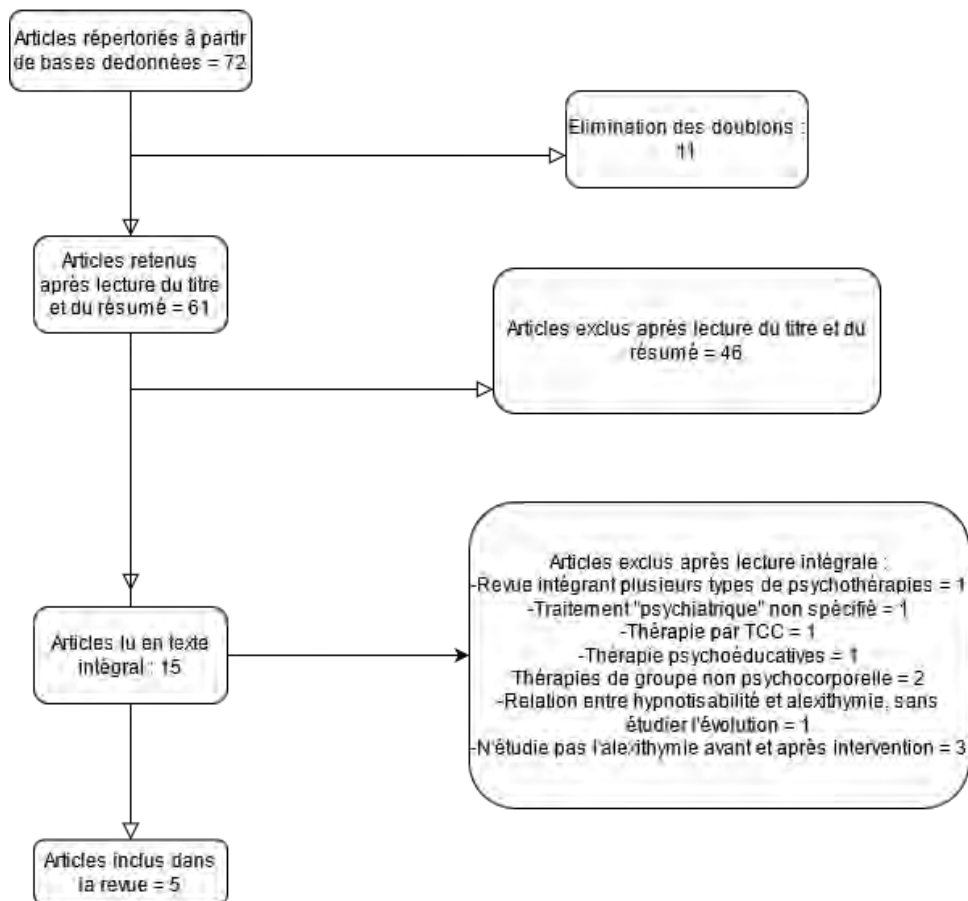 Articles répertoriés à partir
de bases dedonnées = 72
Elimination des doublons :
11
Articles retenus
après lecture du titre
et du résumé = 61
Articles exclus après lecture du titre et du
résumé = 46
Articles exclus après lecture intégrale :
-Revue intégrant plusieurs types de psychothérapies = 1
-Traitement "psychiatrique" non spécifié = 1
-Thérapie par TCC = 1
-Thérapie psychoéducatives = 1
Thérapies de groupe non psychocorporelle = 2
-Relation entre hypnotisabilité et alexithymie, sans
étudier l'évolution = 1
-N'étudie pas l'alexithymie avant et après intervention = 3
Articles lu en texte
intégral : 15
Articles inclus dans
la revue = 5